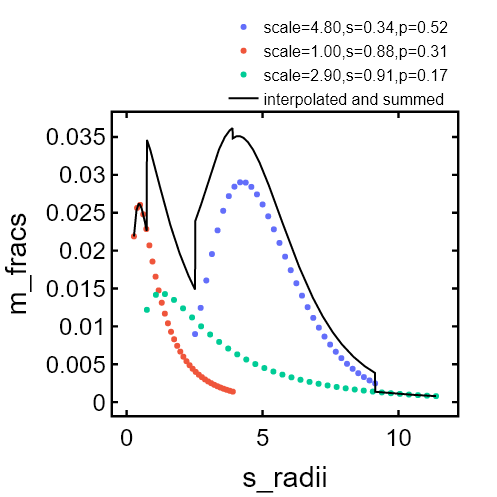 scale=4.80,s=0.34,p=0.52
scale=1.00,s=0.88,p=0.31
scale=2.90,s=0.91,p=0.17
interpolated and summed
0.035
0.03
0.025
0.02
0.015
0.01
0.005
0
m_fracs
0 5 10
s_radii